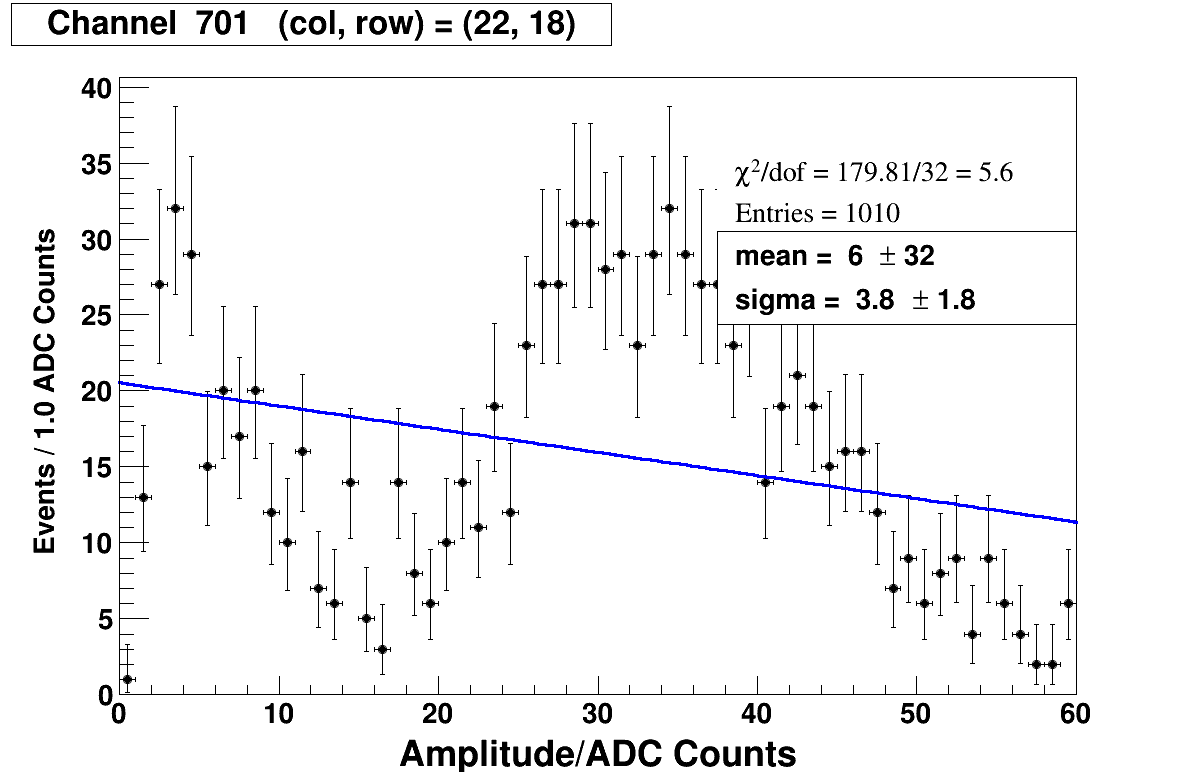 Channel 701 (col, row) = (22, 18)
40
35
30
25
20
15
10
5
0
Events / 1.0 ADC Counts
χ²/dof = 179.81/32 = 5.6
Entries = 1010
mean = 6 ± 32
sigma = 3.8 ± 1.8
0 10 20 30 40 50 60
Amplitude/ADC Counts